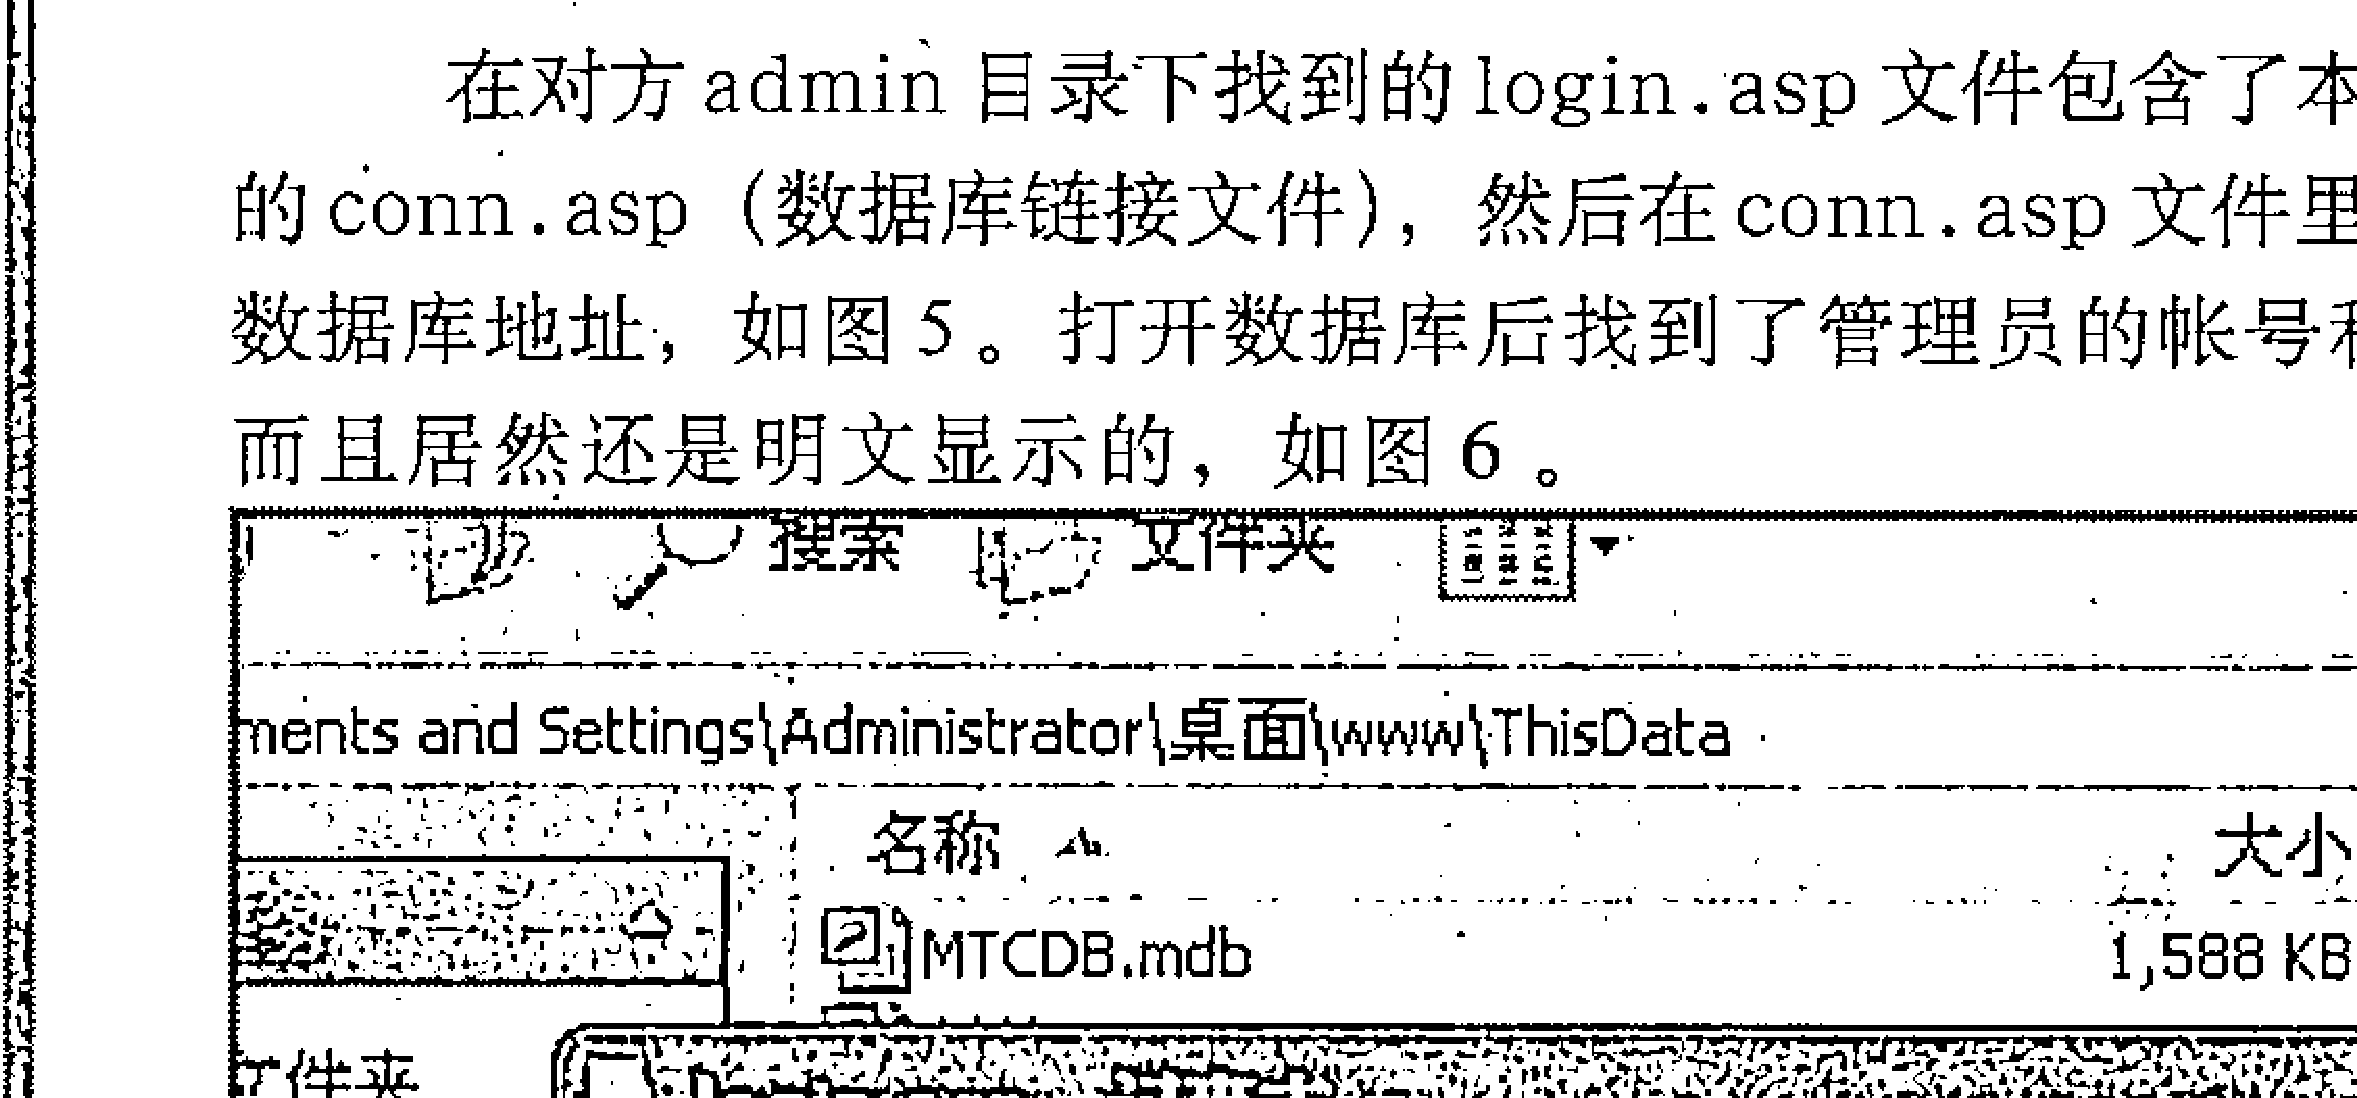 在对方admin目录下找到的login.asp文件包含了本
的conn.asp（数据库链接文件），然后在conn.asp文件里
数据库地址，如图5。打开数据库后找到了管理员的帐号
而且居然还是明文显示的，如图6。
搜索 文件夹
ments and Settings\Administrator\桌面\www\ThisData
名称 大小
MTCDB.mdb 1,588 KB
件夹